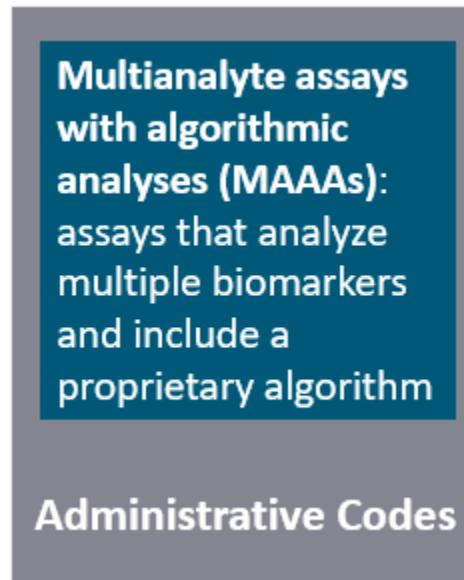 Multianalyte assays
with algorithmic
analyses (MAAAs):
assays that analyze
multiple biomarkers
and include a
proprietary algorithm
Administrative Codes